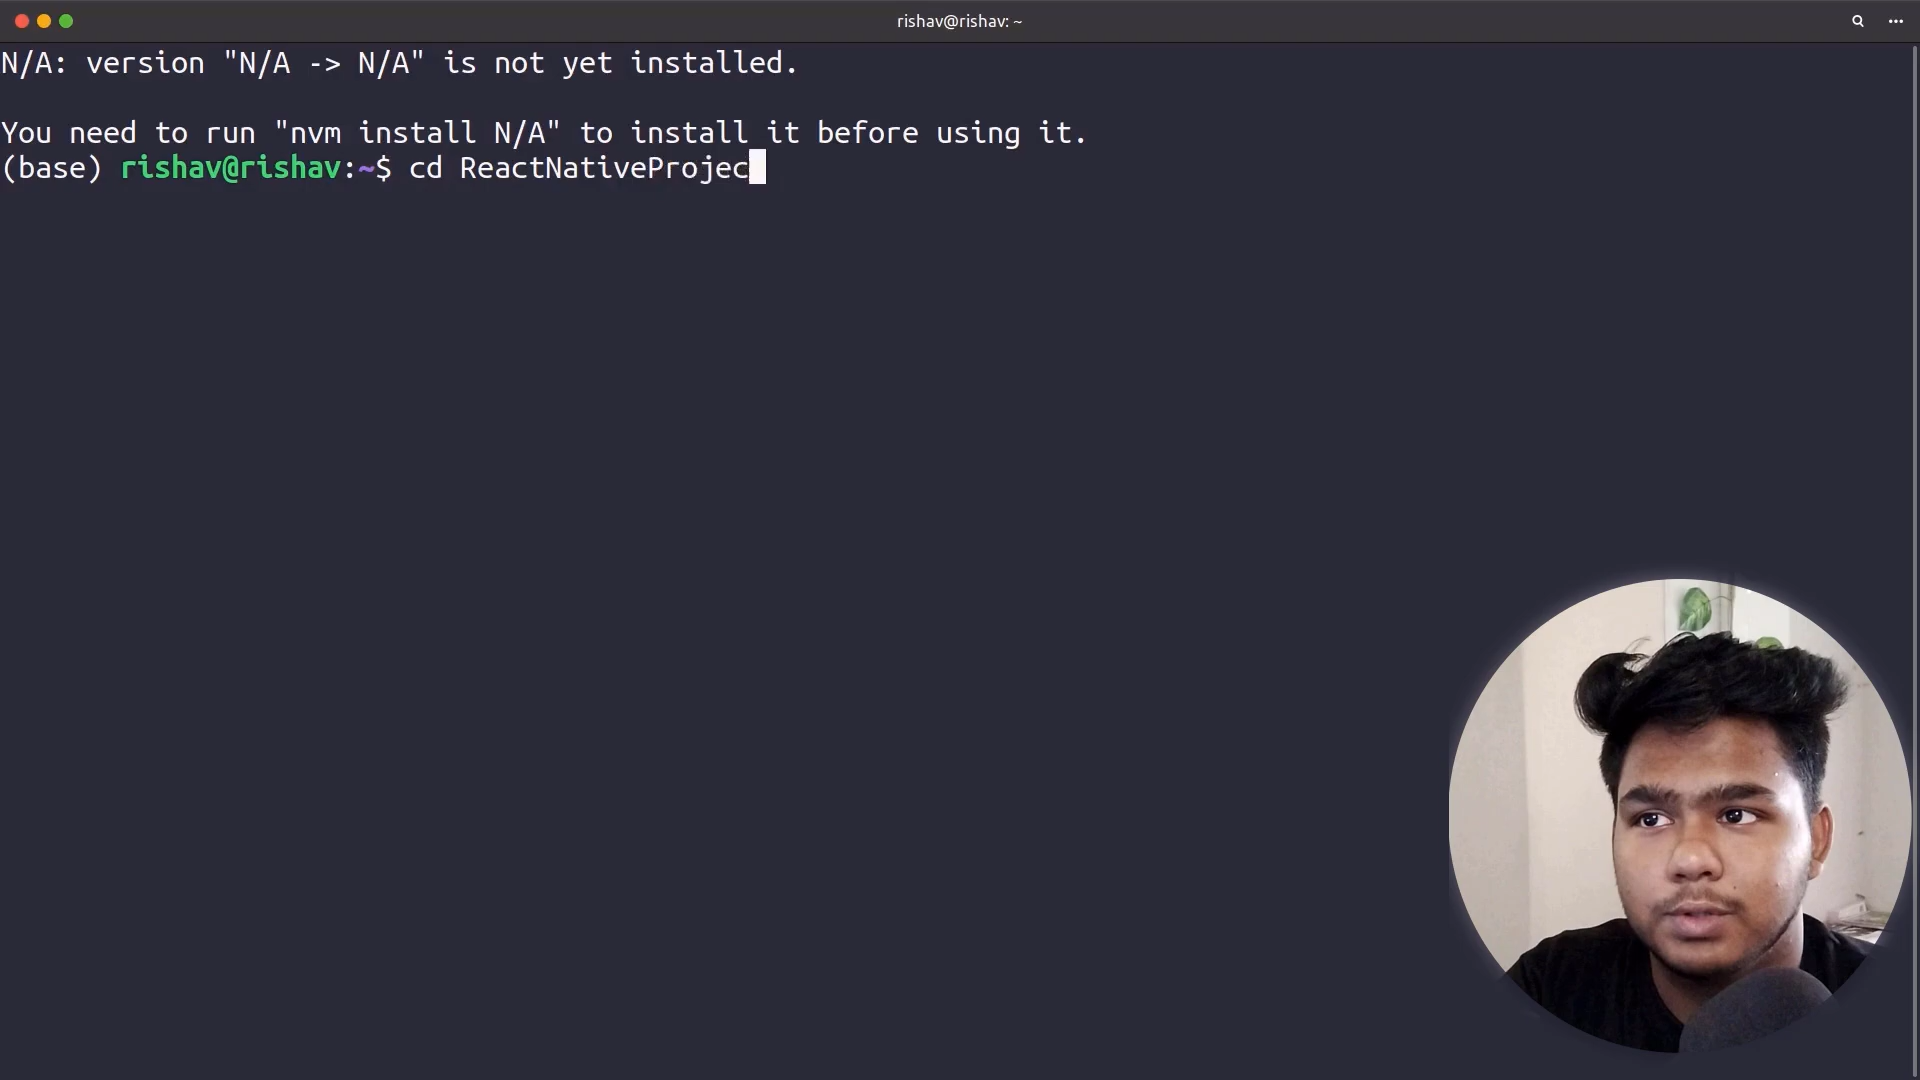 rishav@rishav: ~
N/A: version "N/A -> N/A" is not yet installed.
You need to run "nvm install N/A" to install it before using it.
(base) rishav@rishav:~$ cd ReactNativeProjec